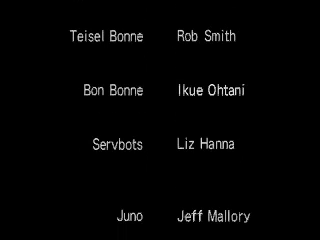 Teisel Bonne Rob Smith
Bon Bonne Ikue Ohtani
Servbots Liz Hanna
Juno Jeff Mallory